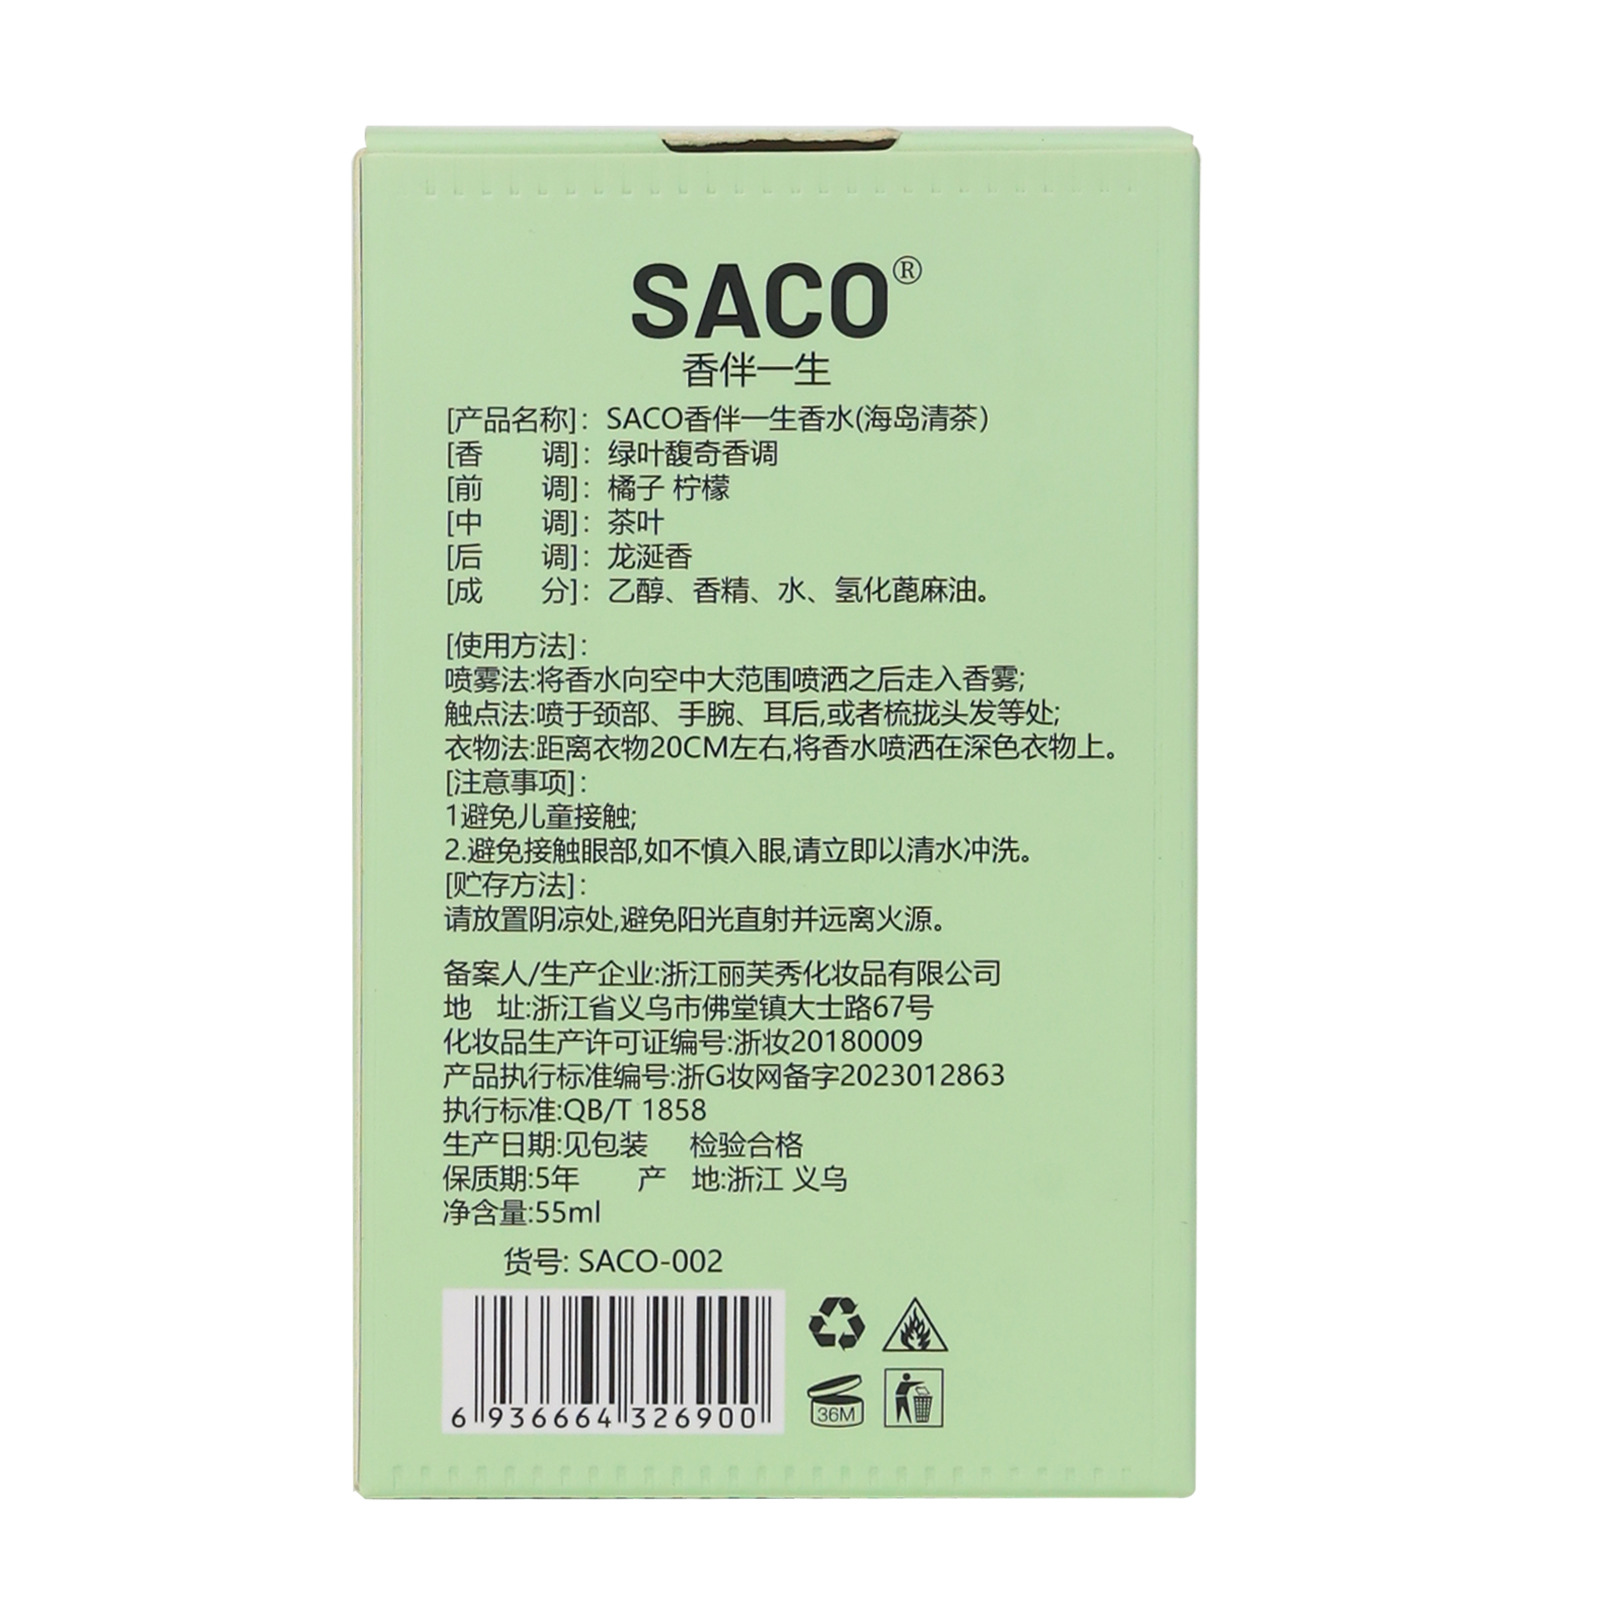 SACO®
香伴一生
[产品名称]：SACO香伴一生香水(海岛清茶)
[香 调]：绿叶馥奇香调
[前 调]：橘子 柠檬
[中 调]：茶叶
[后 调]：龙涎香
[成 分]：乙醇、香精、水、氢化蓖麻油。
[使用方法]：
喷雾法:将香水向空中大范围喷洒之后走入香雾;
触点法:喷于颈部、手腕、耳后,或者梳拢头发等处;
衣物法:距离衣物20CM左右,将香水喷洒在深色衣物上。
[注意事项]：
1避免儿童接触;
2.避免接触眼部,如不慎入眼,请立即以清水冲洗。
[贮存方法]：
请放置阴凉处,避免阳光直射并远离火源。
备案人/生产企业:浙江丽芙秀化妆品有限公司
地 址:浙江省义乌市佛堂镇大士路67号
化妆品生产许可证编号:浙妆20180009
产品执行标准编号:浙G妆网备字2023012863
执行标准:QB/T 1858
生产日期:见包装 检验合格
保质期:5年 产 地:浙江 义乌
净含量:55ml
货号: SACO-002
6 936664 326900
36M